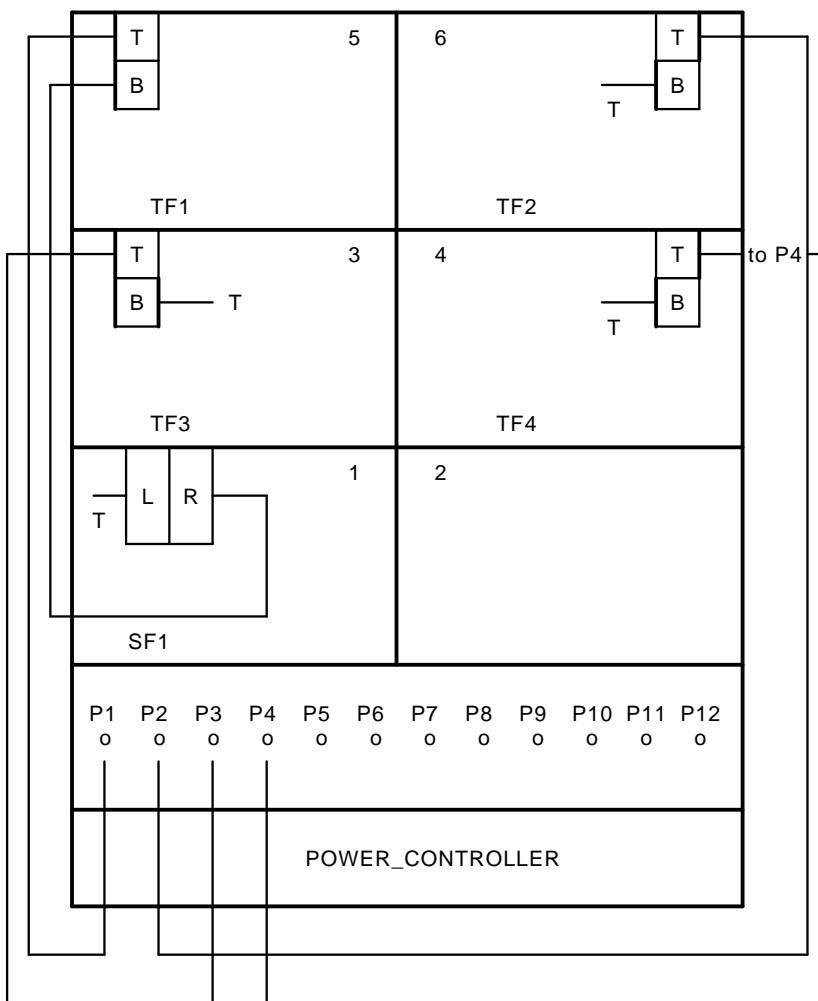 T 5 6 T
B B
T
TF1 TF2
T 3 4 T to P4
B T B
T
TF3 TF4
1 2
L R
T
SF1
P1 P2 P3 P4 P5 P6 P7 P8 P9 P10 P11 P12
o o o o o o o o o o o o
POWER_CONTROLLER